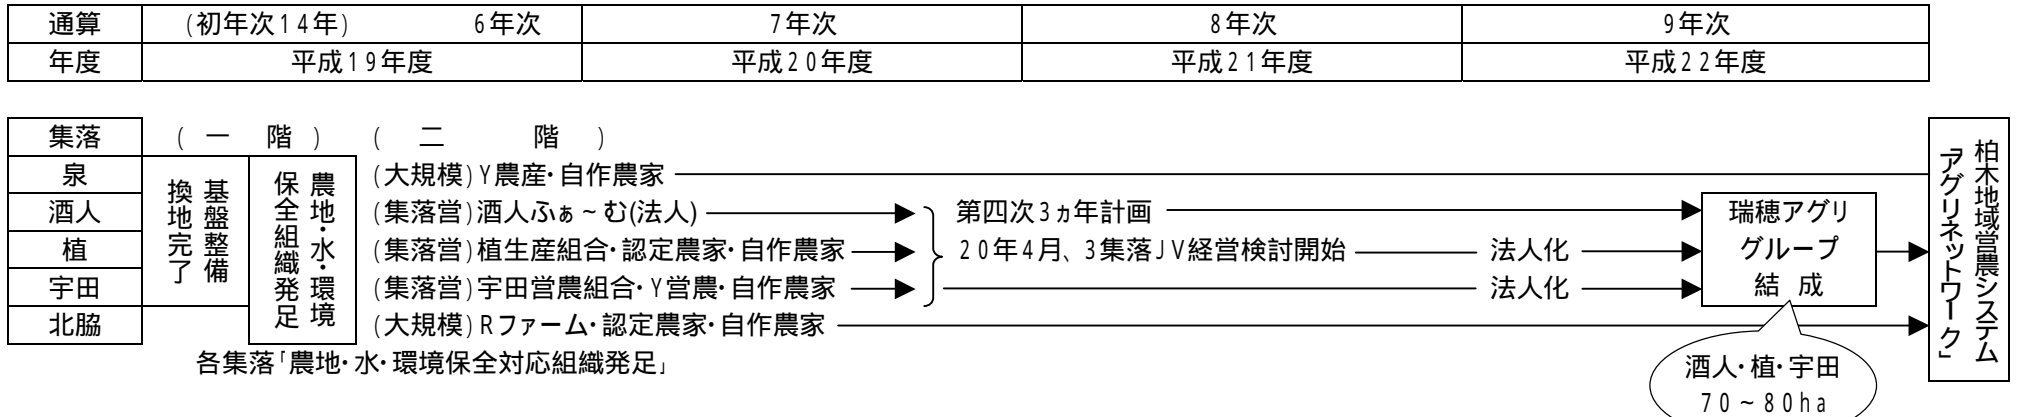 通算 (初年次14年) 6年次 7年次 8年次 9年次
年度 平成19年度 平成20年度 平成21年度 平成22年度
集落 (一階) (二階)
泉 (大規模)Y農産・自作農家
酒人 (集落営)酒人ふぁ～む(法人) 第四次3ヵ年計画
植 (集落営)植生産組合・認定農家・自作農家 20年4月、3集落JV経営検討開始 法人化
宇田 (集落営)宇田営農組合・Y営農・自作農家 法人化
北脇 (大規模)Rファーム・認定農家・自作農家
基盤整備
換地完了
農地・水・環境
保全組織発足
瑞穂アグリ
グループ
結成
柏木地域営農システム
「アグリネットワーク」
各集落「農地・水・環境保全対応組織発足」
酒人・植・宇田
70～80ha